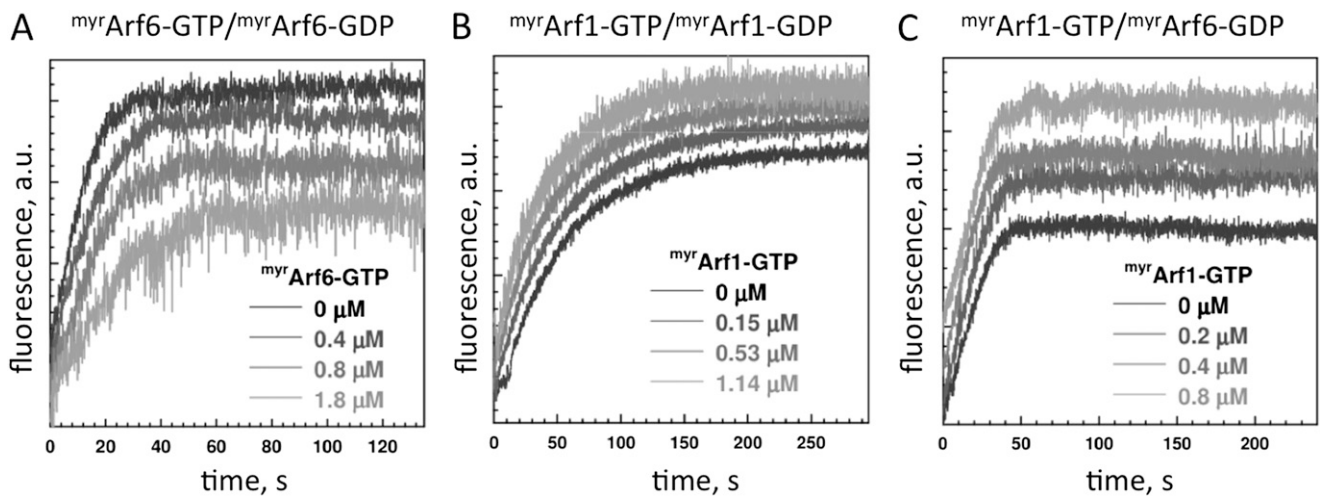 A
myrArf6-GTP/myrArf6-GDP
fluorescence, a.u.
myrArf6-GTP
0 μM
0.4 μM
0.8 μM
1.8 μM
0 20 40 60 80 100 120
time, s
B
myrArf1-GTP/myrArf1-GDP
fluorescence, a.u.
myrArf1-GTP
0 μM
0.15 μM
0.53 μM
1.14 μM
0 50 100 150 200 250
time, s
C
myrArf1-GTP/myrArf6-GDP
fluorescence, a.u.
myrArf1-GTP
0 μM
0.2 μM
0.4 μM
0.8 μM
0 50 100 150 200
time, s